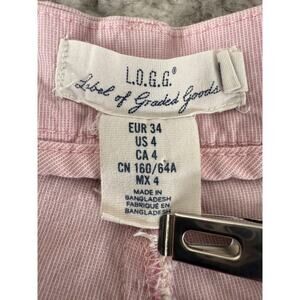 L.O.G.G.®
Label of Graded Goods
EUR 34
US 4
CA 4
CN 160/64A
MX 4
MADE IN
BANGLADESH
FABRIQUÉ EN
BANGLADESH